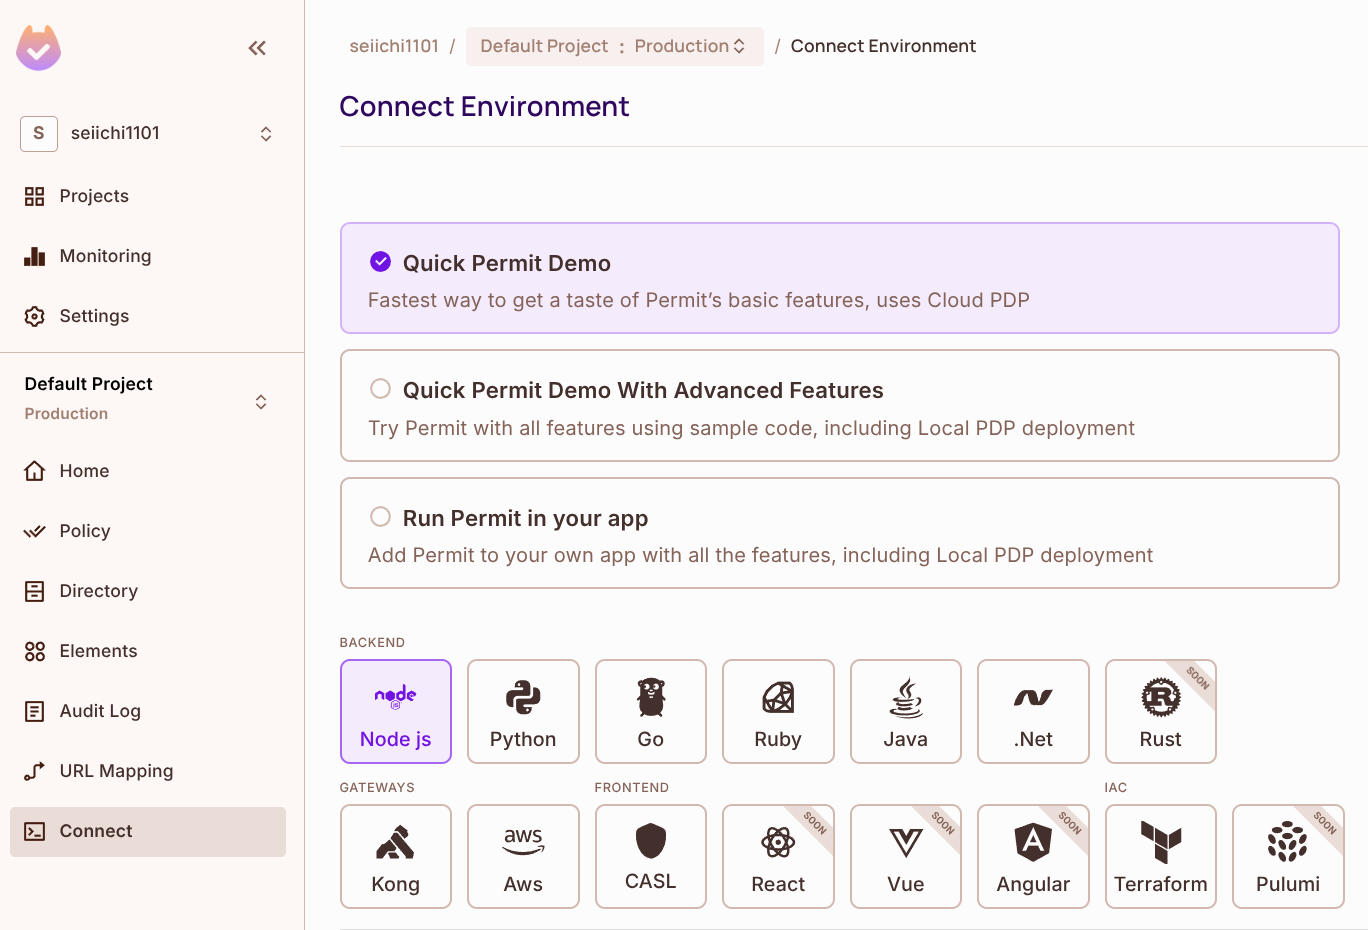 seiichi1101 / Default Project : Production / Connect Environment
Connect Environment
S seiichi1101
Projects
Monitoring
Settings
Default Project
Production
Home
Policy
Directory
Elements
Audit Log
URL Mapping
Connect
Quick Permit Demo
Fastest way to get a taste of Permit’s basic features, uses Cloud PDP
Quick Permit Demo With Advanced Features
Try Permit with all features using sample code, including Local PDP deployment
Run Permit in your app
Add Permit to your own app with all the features, including Local PDP deployment
BACKEND
node
JS
Node js
Python
Go
Ruby
Java
.Net
SOON
R
Rust
GATEWAYS
FRONTEND
IAC
Kong
aws
Aws
CASL
SOON
React
SOON
Vue
SOON
A
Angular
Terraform
SOON
Pulumi